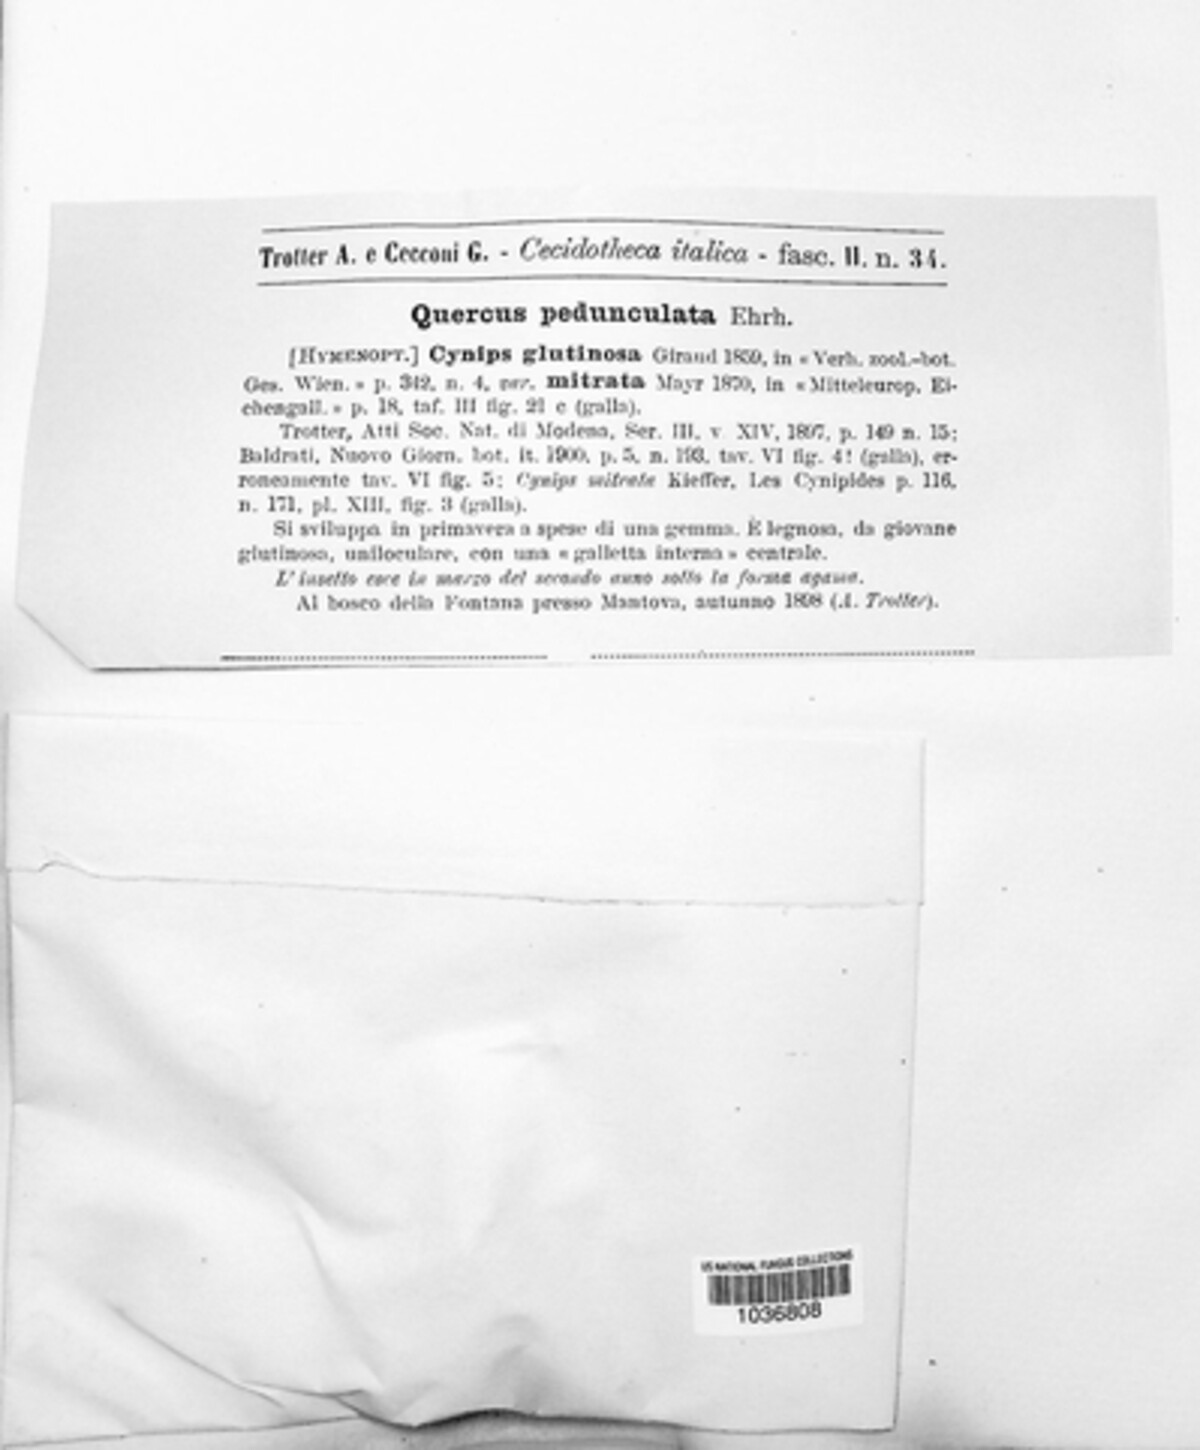 Trotter A. e Cecconi G. - Cecidotheca italica - fasc. II. n. 34.
Quercus pedunculata Ehrh.
[HYMENOPT.] Cynips glutinosa Giraud 1859, in « Verh. zool.-bot.
Ges. Wien. » p. 342, n. 4, var. mitrata Mayr 1870, in « Mitteleurop. Ei-
chengall. » p. 18, taf. III fig. 21 c (galla).
Trotter, Atti Soc. Nat. di Modena, Ser. III, v. XIV, 1897, p. 149 n. 15;
Baldrati, Nuovo Giorn. bot. it. 1900, p. 5, n. 193, tav. VI fig. 4! (galla), er-
roneamente tav. VI fig. 5; Cynips mitrata Kieffer, Les Cynipides p. 116,
n. 171, pl. XIII, fig. 3 (galla).
Si sviluppa in primavera a spese di una gemma. È legnosa, da giovane
glutinosa, uniloculare, con una « galletta interna » centrale.
L'insetto esce in marzo del secondo anno sotto la forma agama.
Al bosco della Fontana presso Mantova, autunno 1898 (A. Trotter).
US NATIONAL FUNGUS COLLECTIONS
1036808